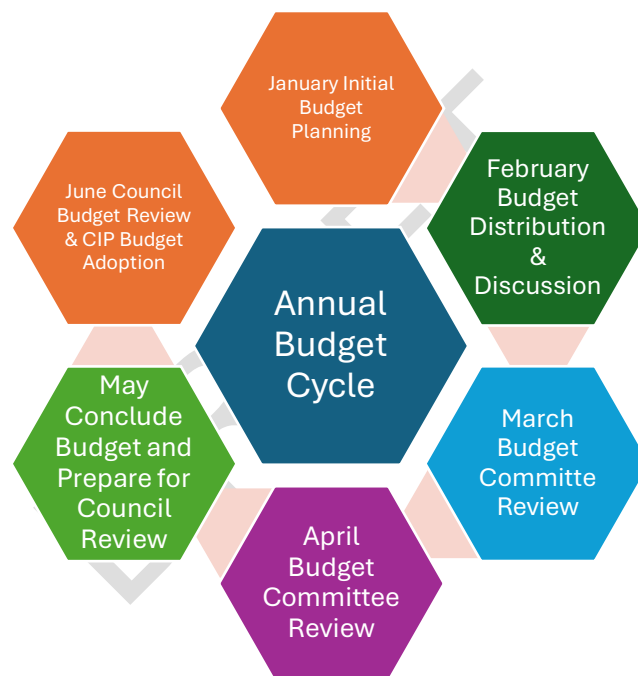 January Initial
Budget
Planning
February
Budget
Distribution
&
Discussion
March
Budget
Committe
Review
April
Budget
Committee
Review
May
Conclude
Budget and
Prepare for
Council
Review
June Council
Budget Review
& CIP Budget
Adoption
Annual
Budget
Cycle